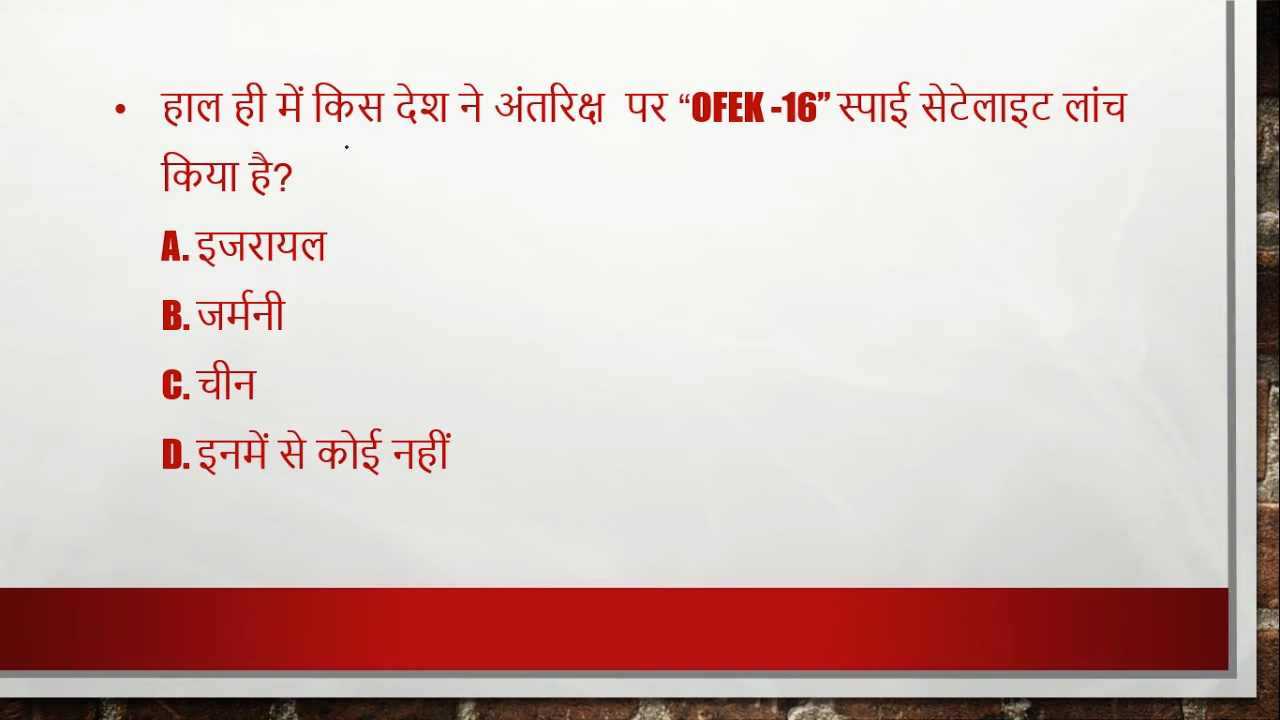 • हाल ही में किस देश ने अंतरिक्ष पर “OFEK -16” स्पाई सेटेलाइट लांच
किया है?
A. इजरायल
B. जर्मनी
C. चीन
D. इनमें से कोई नहीं